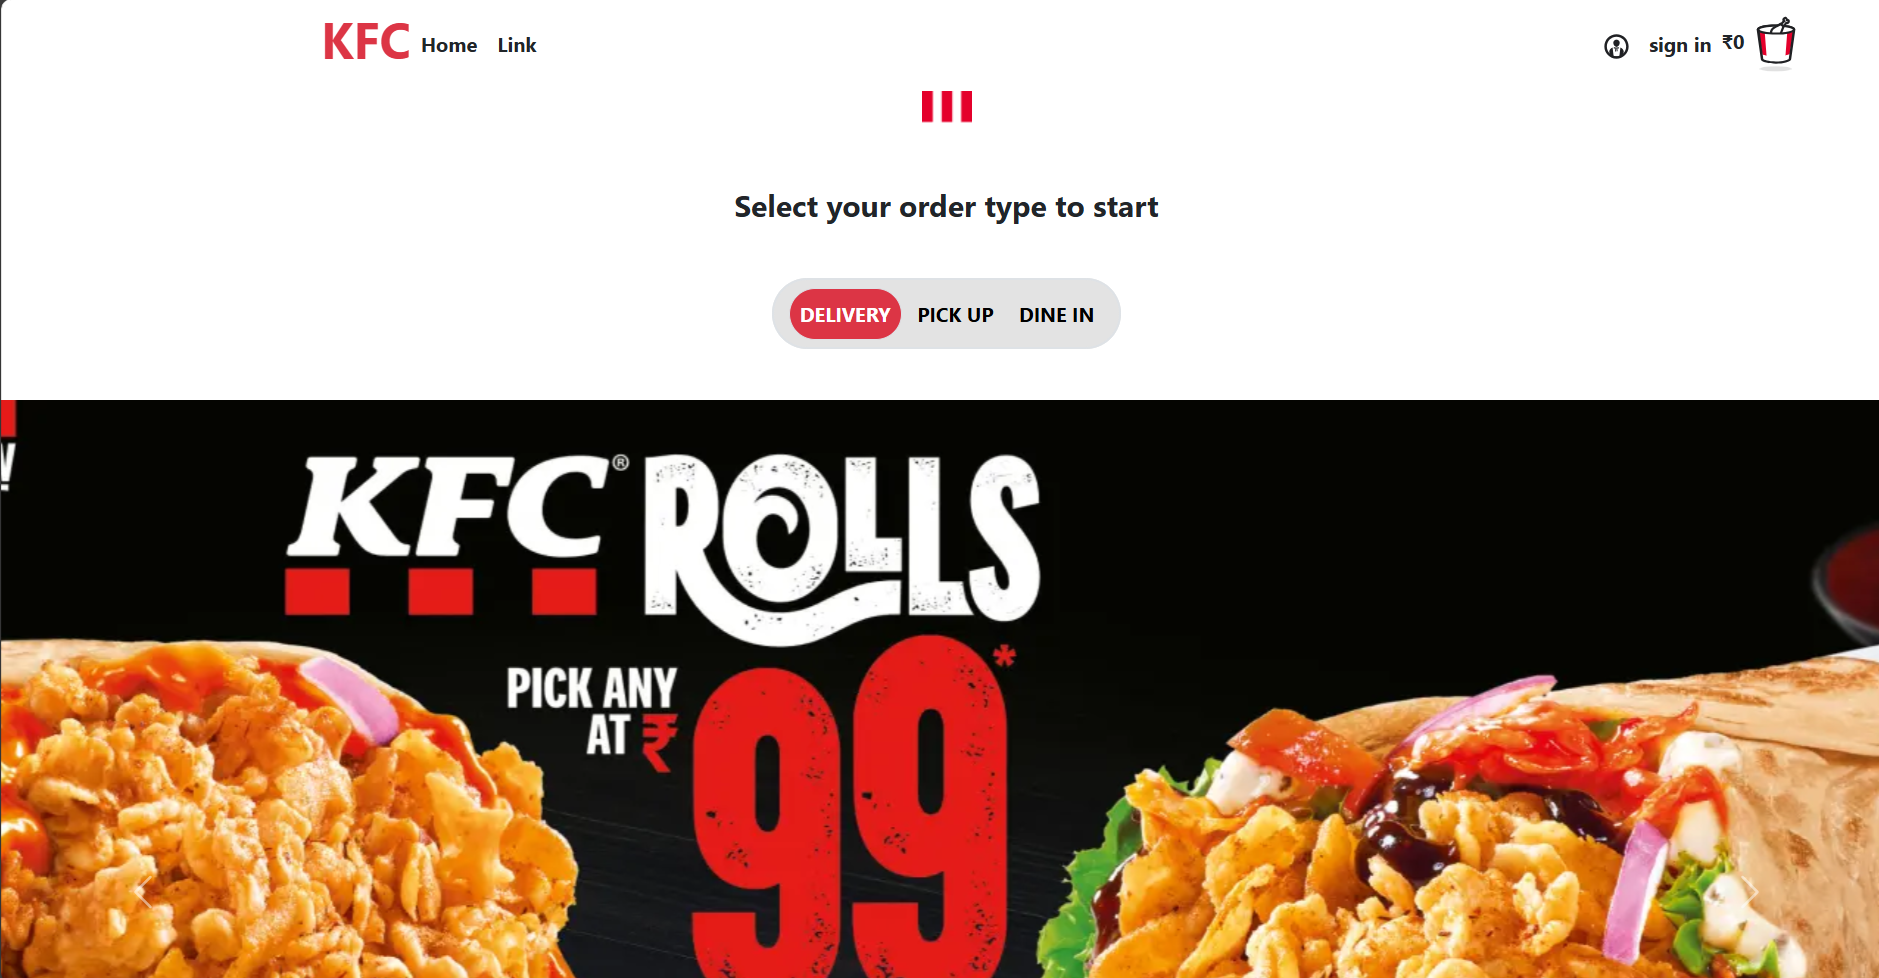 KFC Home Link
sign in ₹0
Select your order type to start
DELIVERY PICK UP DINE IN
KFC® ROLLS
PICK ANY
AT ₹ 99*